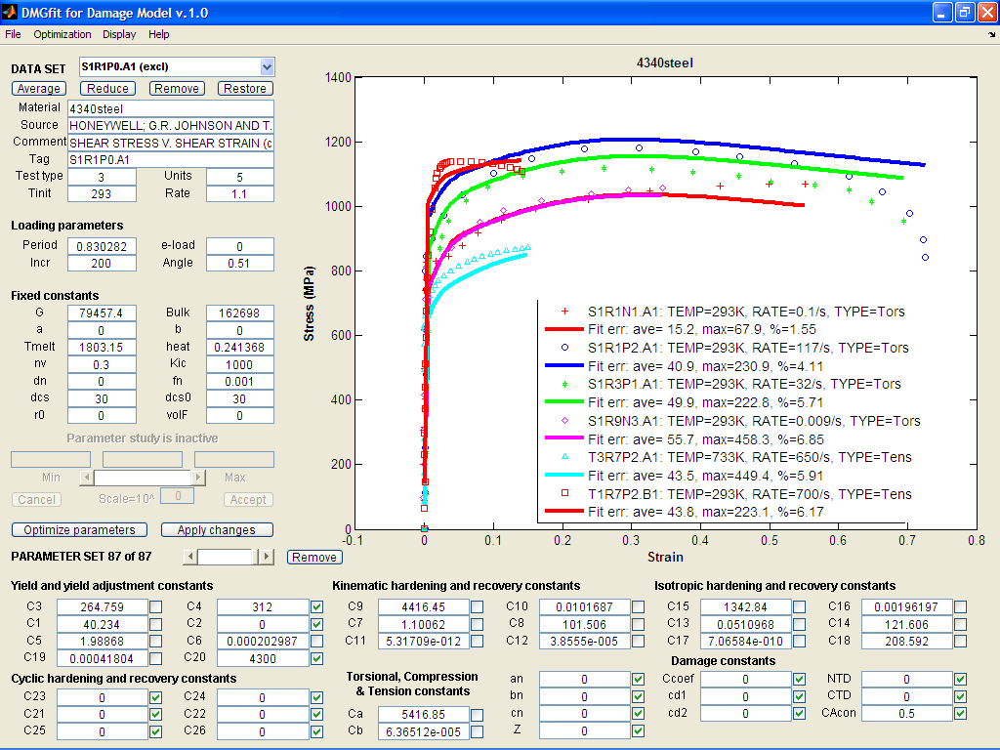 DMGfit for Damage Model v.1.0
File Optimization Display Help
DATA SET S1R1P0.A1 (excl)
Average Reduce Remove Restore
Material 4340steel
Source HONEYWELL; G.R. JOHNSON AND T.
Comment SHEAR STRESS V. SHEAR STRAIN (c
Tag S1R1P0.A1
Test type 3 Units 5
Tinit 293 Rate 1.1
Loading parameters
Period 0.830282 e-load 0
Incr 200 Angle 0.51
Fixed constants
G 79457.4 Bulk 162698
a 0 b 0
Tmelt 1803.15 heat 0.241368
nv 0.3 Kic 1000
dn 0 fn 0.001
dcs 30 dcs0 30
r0 0 volF 0
Parameter study is inactive
Min Max
Cancel Scale=10^ 0 Accept
Optimize parameters Apply changes
PARAMETER SET 87 of 87 Remove
4340steel
1400
1200
1000
800
600
400
200
0
Stress (MPa)
-0.1 0 0.1 0.2 0.3 0.4 0.5 0.6 0.7 0.8
Strain
S1R1N1.A1: TEMP=293K, RATE=0.1/s, TYPE=Tors
Fit err: ave= 15.2, max=67.9, %=1.55
S1R1P2.A1: TEMP=293K, RATE=117/s, TYPE=Tors
Fit err: ave= 40.9, max=230.9, %=4.11
S1R3P1.A1: TEMP=293K, RATE=32/s, TYPE=Tors
Fit err: ave= 49.9, max=222.8, %=5.71
S1R9N3.A1: TEMP=293K, RATE=0.009/s, TYPE=Tors
Fit err: ave= 55.7, max=458.3, %=6.85
T3R7P2.A1: TEMP=733K, RATE=650/s, TYPE=Tens
Fit err: ave= 43.5, max=449.4, %=5.91
T1R7P2.B1: TEMP=293K, RATE=700/s, TYPE=Tens
Fit err: ave= 43.8, max=223.1, %=6.17
Yield and yield adjustment constants
C3 264.759 C4 312
C1 40.234 C2 0
C5 1.98868 C6 0.000202987
C19 0.00041804 C20 4300
Cyclic hardening and recovery constants
C23 0 C24 0
C21 0 C22 0
C25 0 C26 0
Kinematic hardening and recovery constants
C9 4416.45 C10 0.0101687
C7 1.10062 C8 101.506
C11 5.31709e-012 C12 3.8555e-005
Torsional, Compression
& Tension constants
Ca 5416.85
Cb 6.36512e-005
an 0
bn 0
cn 0
Z 0
Isotropic hardening and recovery constants
C15 1342.84 C16 0.00196197
C13 0.0510968 C14 121.606
C17 7.06584e-010 C18 208.592
Damage constants
Ccoef 0 NTD 0
cd1 0 CTD 0
cd2 0 CAcon 0.5